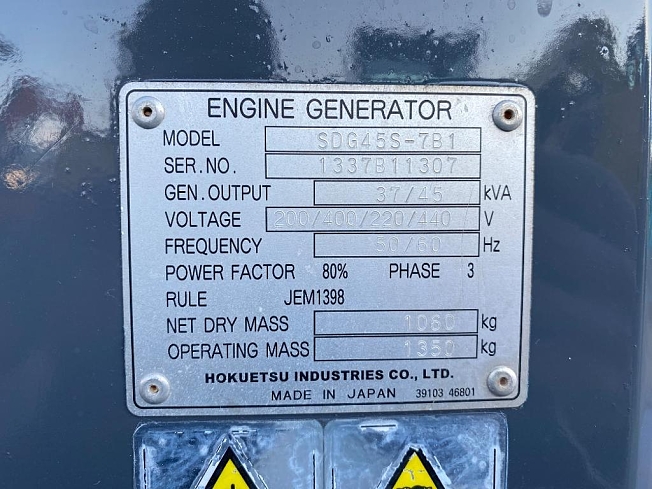 ENGINE GENERATOR
MODEL SDG45S-7B1
SER.NO. 1337B11307
GEN.OUTPUT 37/45 kVA
VOLTAGE 200/400/220/440 V
FREQUENCY 50/60 Hz
POWER FACTOR 80% PHASE 3
RULE JEM1398
NET DRY MASS 1060 kg
OPERATING MASS 1350 kg
HOKUETSU INDUSTRIES CO., LTD.
MADE IN JAPAN 39103 46801